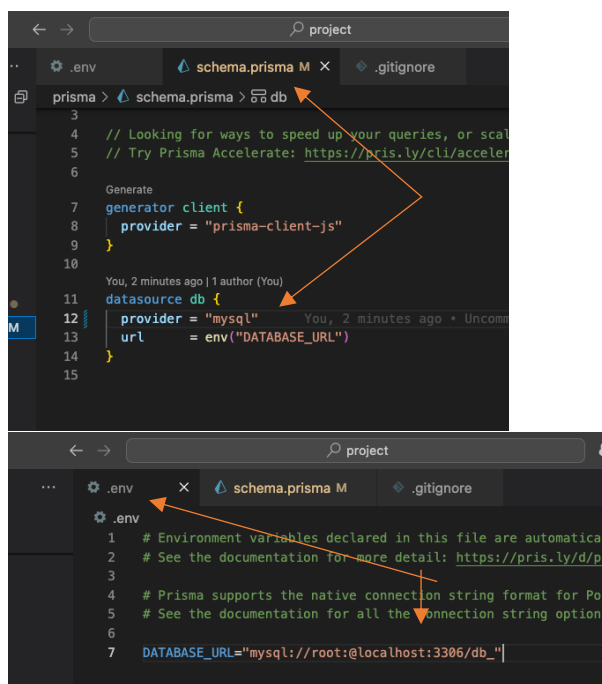 project
.env
schema.prisma M
.gitignore
prisma > schema.prisma > db
3
4 // Looking for ways to speed up your queries, or scal
5 // Try Prisma Accelerate: https://pris.ly/cli/acceler
6
Generate
7 generator client {
8 provider = "prisma-client-js"
9 }
10
You, 2 minutes ago | 1 author (You)
11 datasource db {
12 provider = "mysql" You, 2 minutes ago • Uncomm
M
13 url = env("DATABASE_URL")
14 }
15
project
.env
schema.prisma M
.gitignore
.env
1 # Environment variables declared in this file are automatica
2 # See the documentation for more detail: https://pris.ly/d/p
3
4 # Prisma supports the native connection string format for Po
5 # See the documentation for all the connection string option
6
7 DATABASE_URL="mysql://root:@localhost:3306/db_"